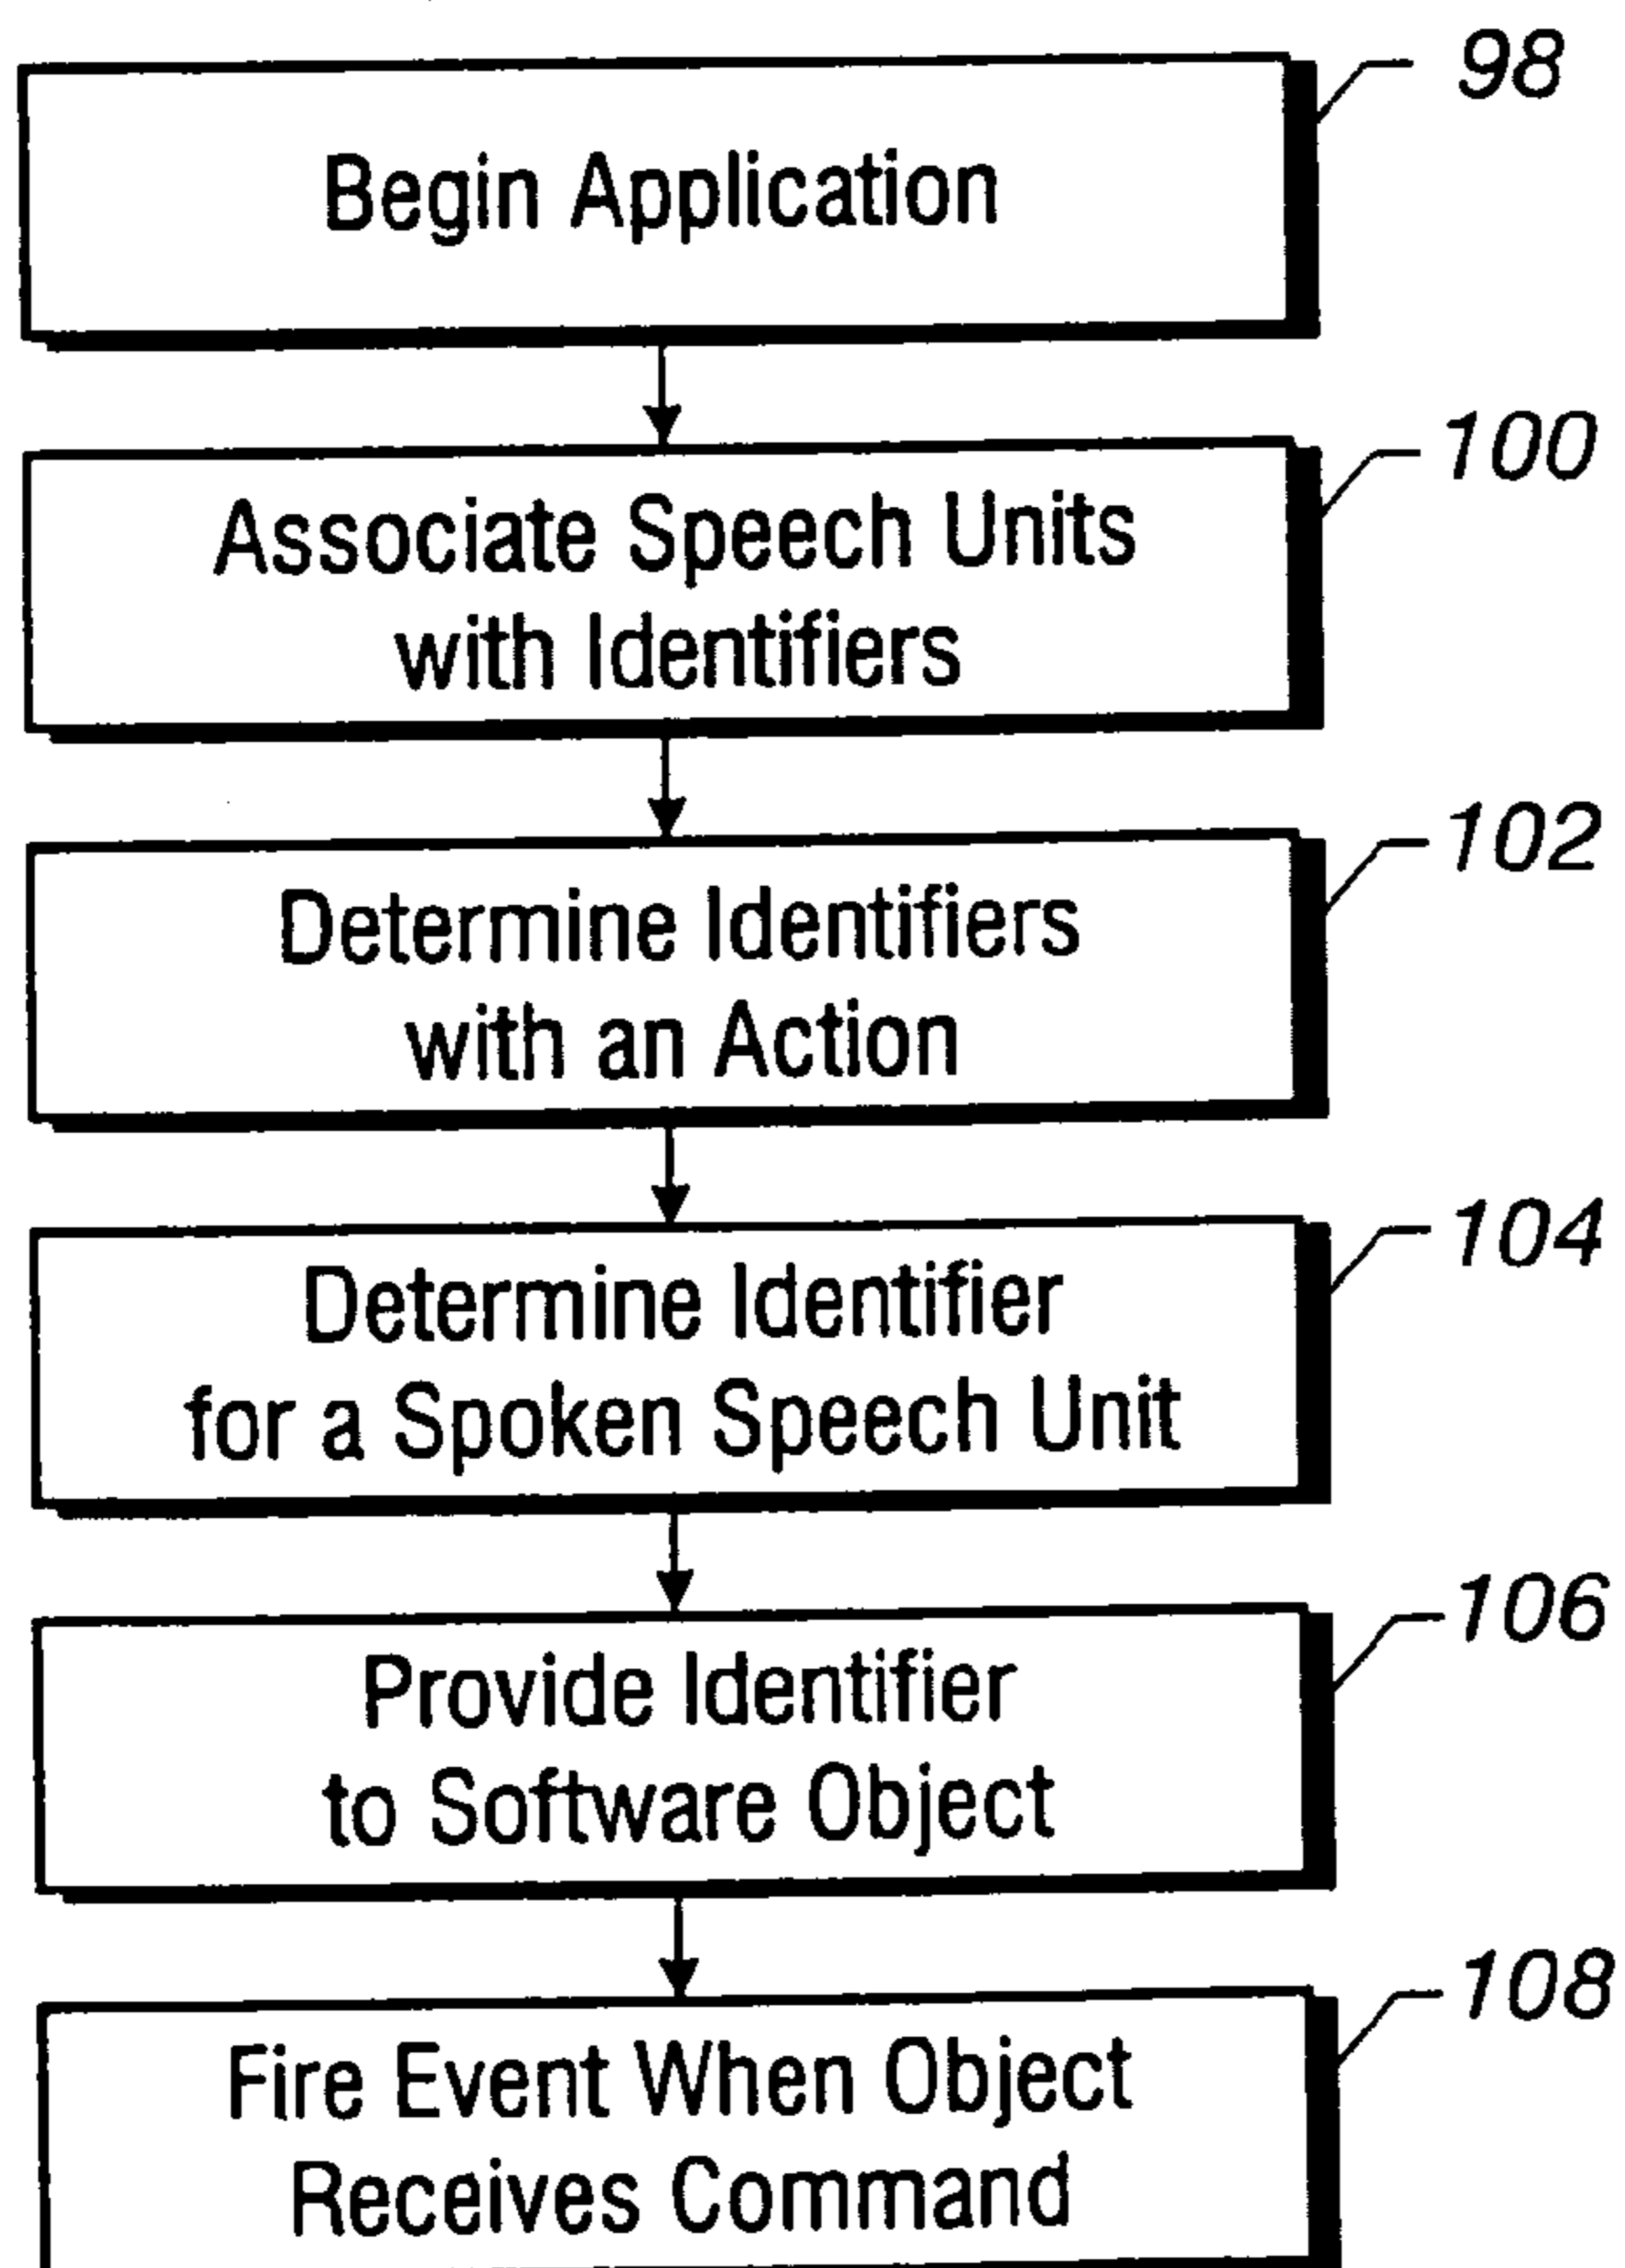 98
Begin Application
100
Associate Speech Units
with Identifiers
102
Determine Identifiers
with an Action
104
Determine Identifier
for a Spoken Speech Unit
106
Provide Identifier
to Software Object
108
Fire Event When Object
Receives Command